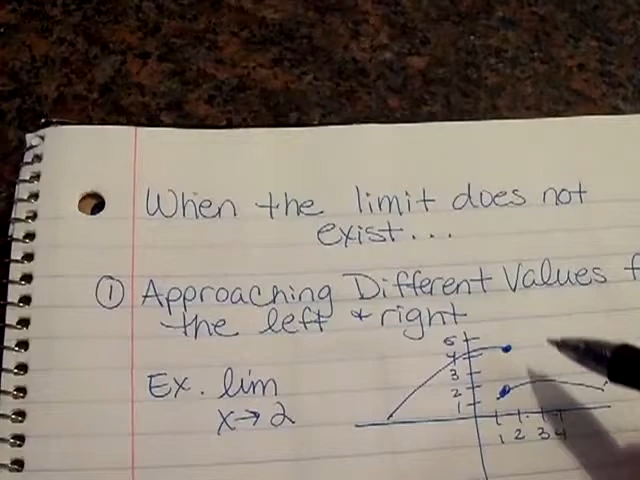 When the limit does not
exist...
① Approaching Different Values
the left & right
Ex. lim
x→2
5
4
3
2
1
1 2 3 4